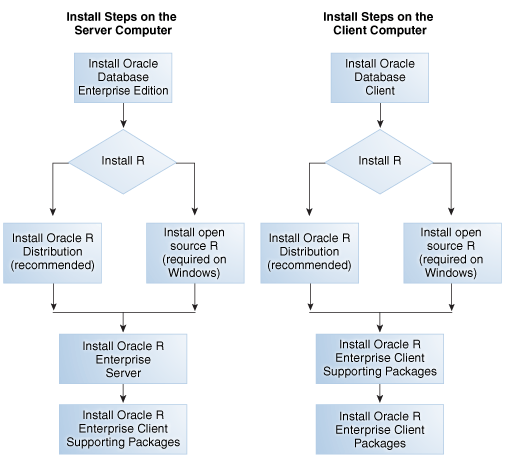 Install Steps on the
Server Computer
Install Oracle
Database
Enterprise Edition
Install R
Install Oracle R
Distribution
(recommended)
Install open
source R
(required on
Windows)
Install Oracle R
Enterprise
Server
Install Oracle R
Enterprise Client
Supporting Packages
Install Steps on the
Client Computer
Install Oracle
Database
Client
Install R
Install Oracle R
Distribution
(recommended)
Install open
source R
(required on
Windows)
Install Oracle R
Enterprise Client
Supporting Packages
Install Oracle R
Enterprise Client
Packages